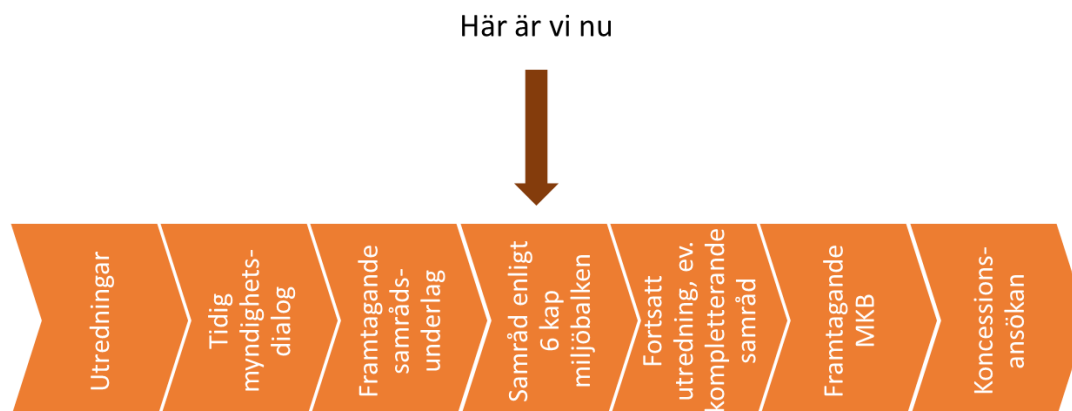 Här är vi nu
Utredningar
Tidig
myndighets-
dialog
Framtagande
samråds-
underlag
Samråd enligt
6 kap
miljöbalken
Fortsatt
utredning, ev.
kompletterande
samråd
Framtagande
MKB
Koncessions-
ansökan